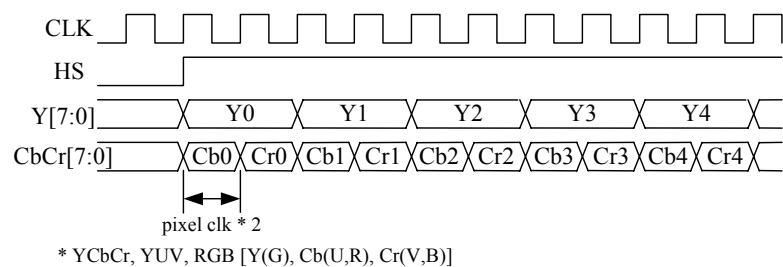 CLK
HS
Y[7:0] Y0 Y1 Y2 Y3 Y4
CbCr[7:0] Cb0 Cr0 Cb1 Cr1 Cb2 Cr2 Cb3 Cr3 Cb4 Cr4
pixel clk * 2
* YCbCr, YUV, RGB [Y(G), Cb(U,R), Cr(V,B)]